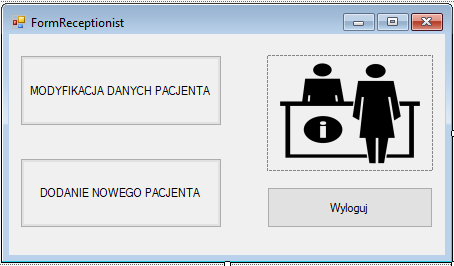 FormReceptionist
MODYFIKACJA DANYCH PACJENTA
DODANIE NOWEGO PACJENTA
i
Wyloguj